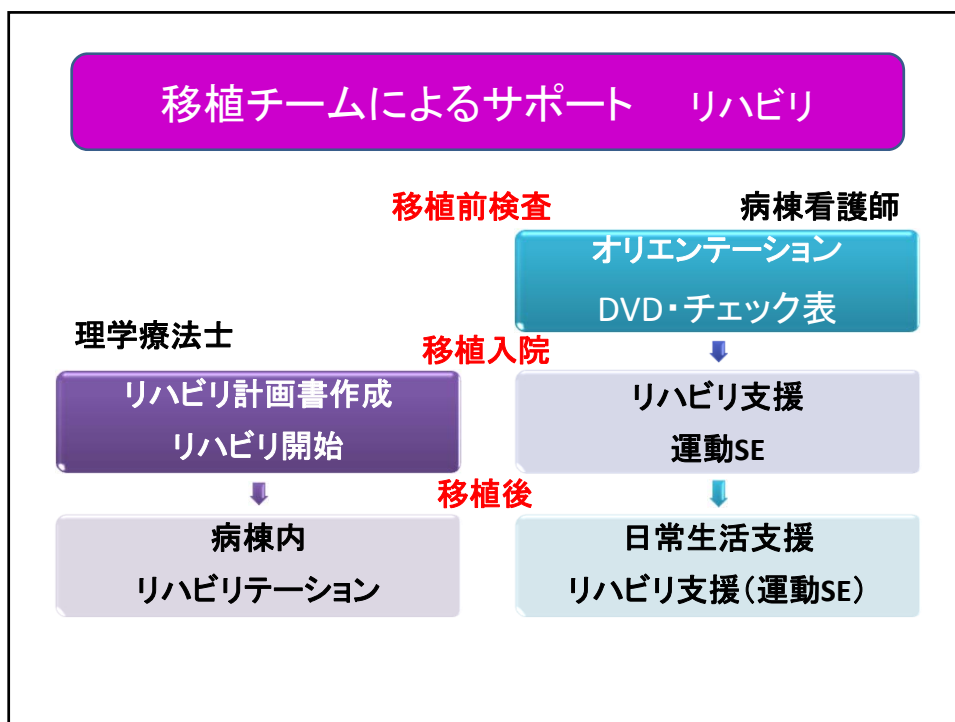 移植チームによるサポート　リハビリ
移植前検査
病棟看護師
オリエンテーション
DVD・チェック表
理学療法士
移植入院
リハビリ計画書作成
リハビリ開始
リハビリ支援
運動SE
移植後
病棟内
リハビリテーション
日常生活支援
リハビリ支援（運動SE）